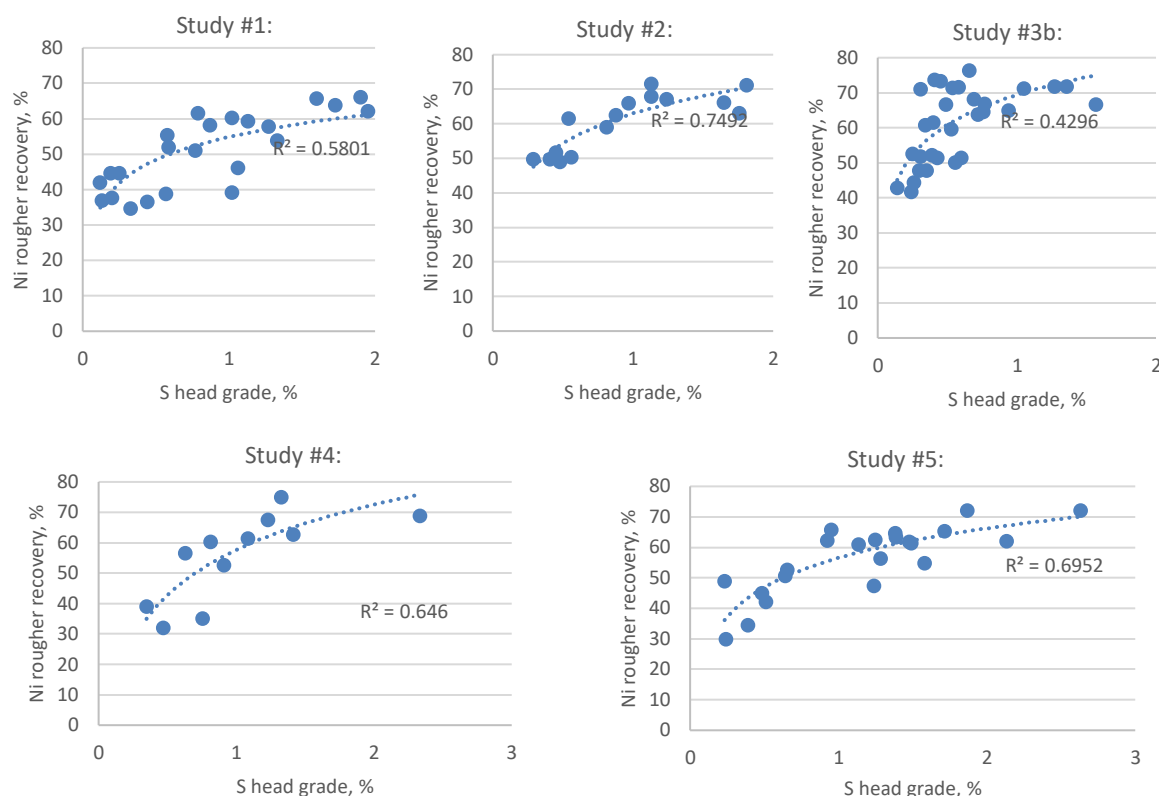 Study #1:
80
70
60
50
40
30
20
10
0
Ni rougher recovery, %
R² = 0.5801
0 1 2
S head grade, %
Study #2:
80
70
60
50
40
30
20
10
0
Ni rougher recovery, %
R² = 0.7492
0 1 2
S head grade, %
Study #3b:
80
70
60
50
40
30
20
10
0
Ni rougher recovery, %
R² = 0.4296
0 1 2
S head grade, %
Study #4:
80
70
60
50
40
30
20
10
0
Ni rougher recovery, %
R² = 0.646
0 1 2 3
S head grade, %
Study #5:
80
70
60
50
40
30
20
10
0
Ni rougher recovery, %
R² = 0.6952
0 1 2 3
S head grade, %